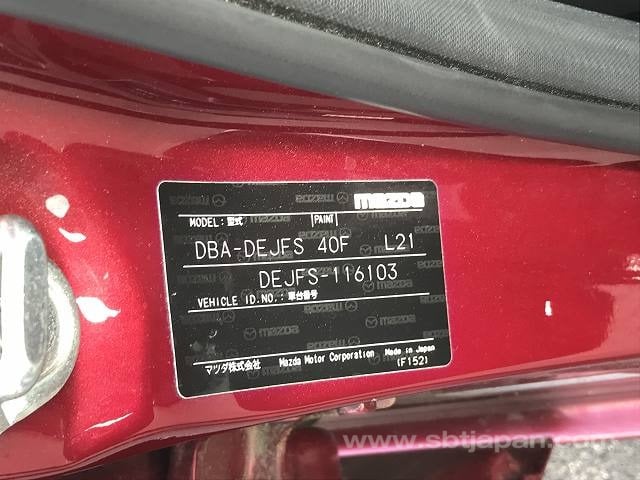 mazda
MODEL:型式 PAINT
DBA-DEJFS 40F L21
DEJFS-116103
VEHICLE ID.NO.:車台番号
マツダ株式会社 Mazda Motor Corporation Made in Japan
(F152)
www.sbtjapan.com